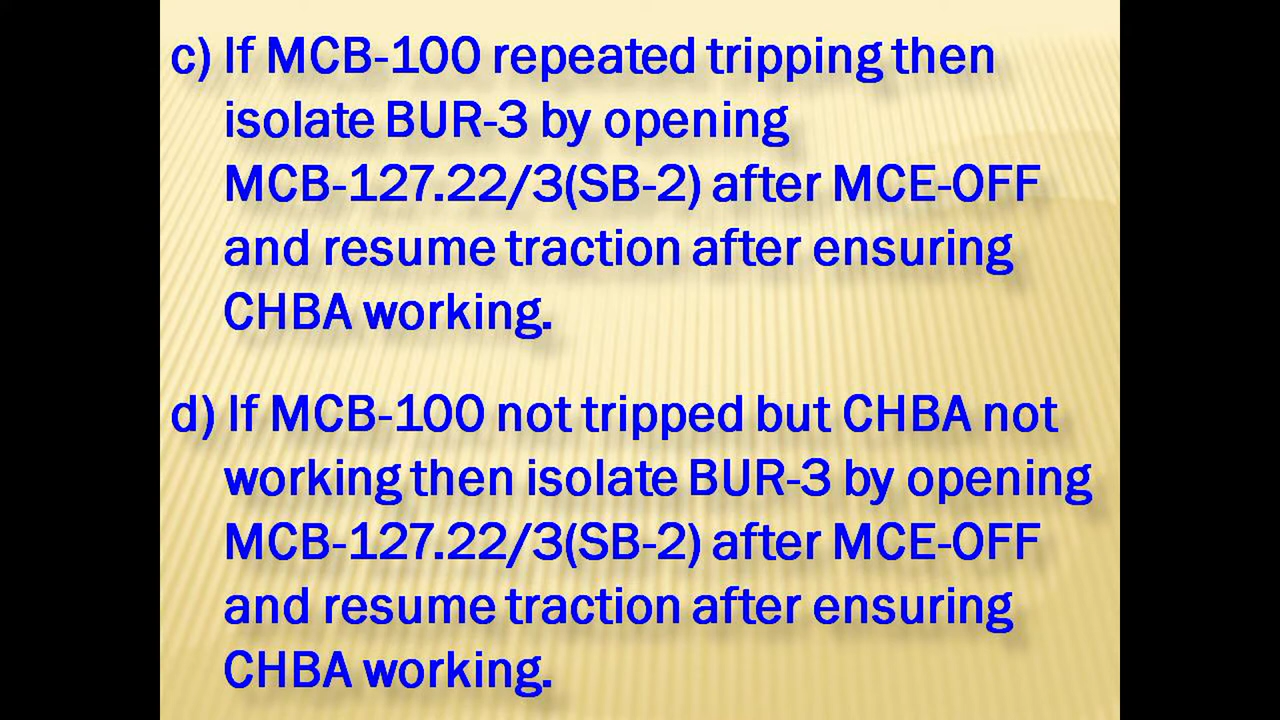 c) If MCB-100 repeated tripping then
isolate BUR-3 by opening
MCB-127.22/3(SB-2) after MCE-OFF
and resume traction after ensuring
CHBA working.
d) If MCB-100 not tripped but CHBA not
working then isolate BUR-3 by opening
MCB-127.22/3(SB-2) after MCE-OFF
and resume traction after ensuring
CHBA working.